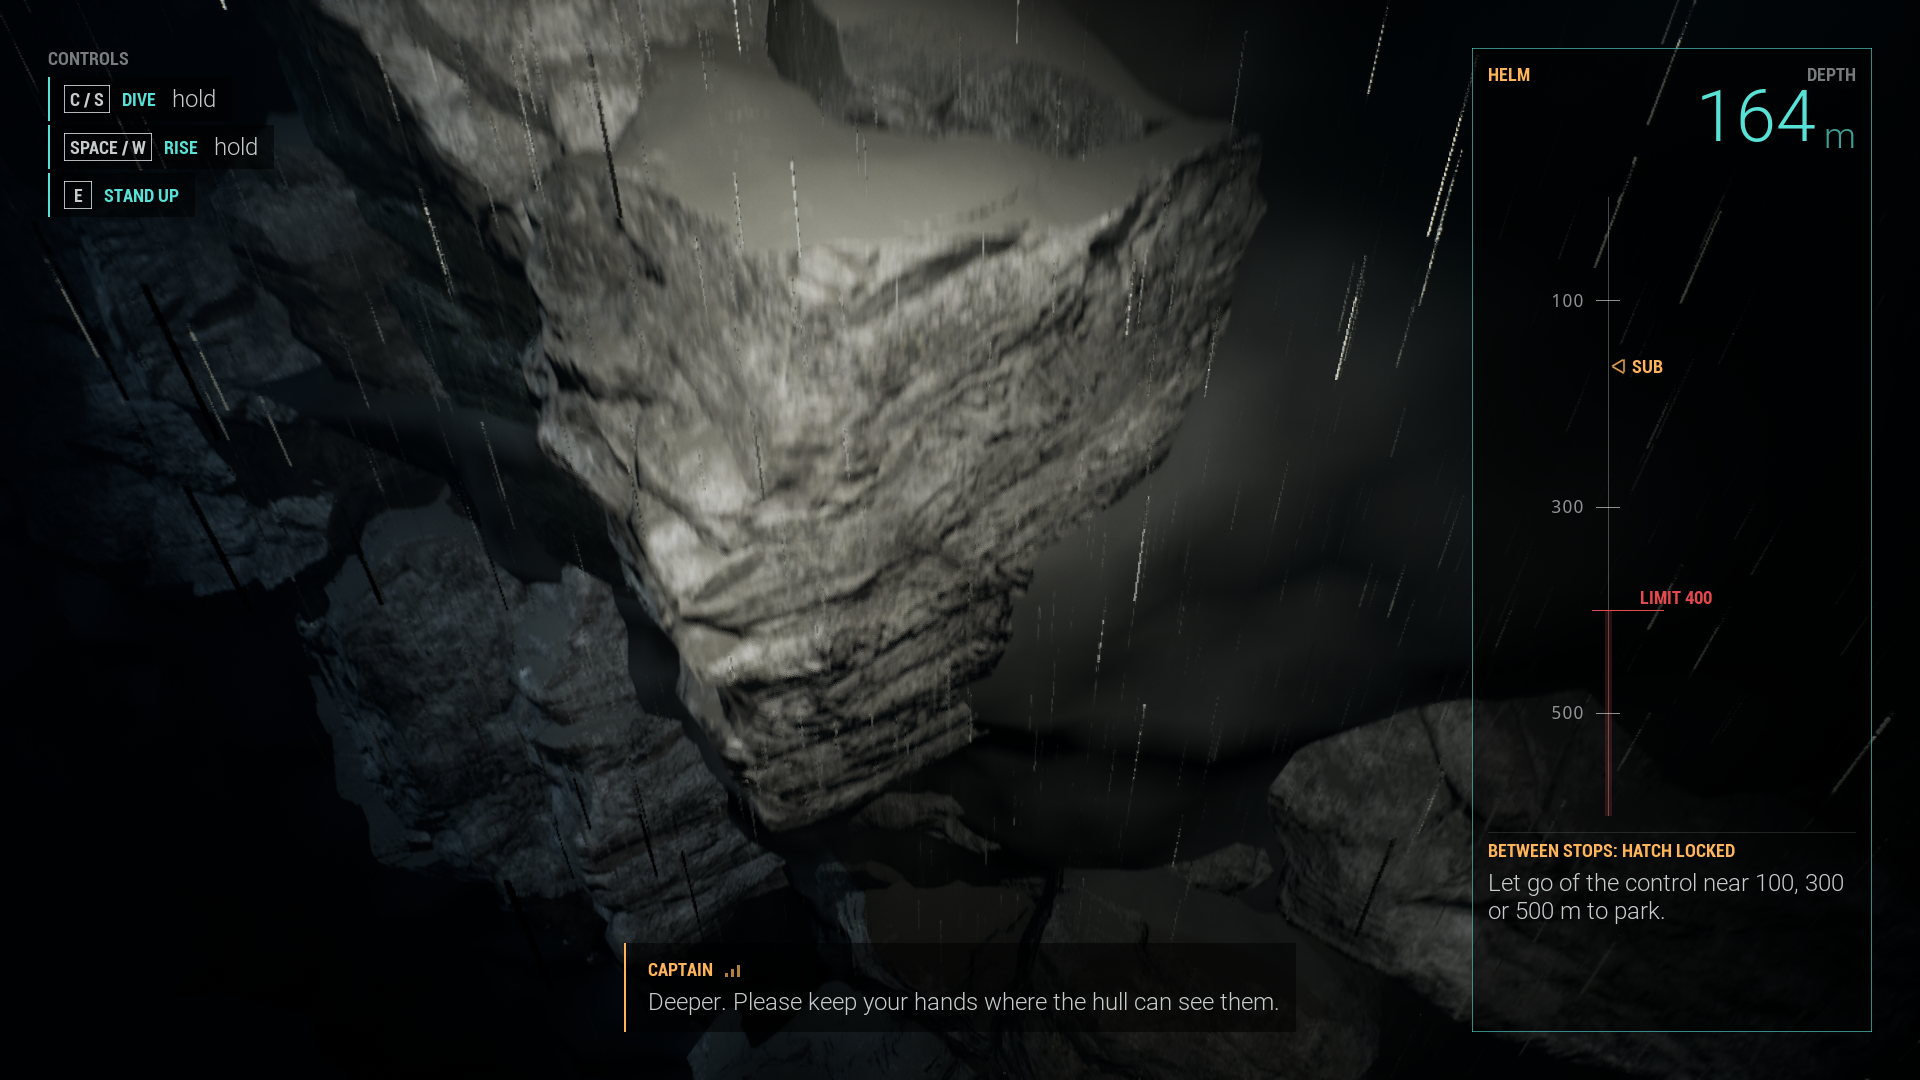 CONTROLS
C / S DIVE hold
SPACE / W RISE hold
E STAND UP
HELM
DEPTH
164 m
100
SUB
300
LIMIT 400
500
BETWEEN STOPS: HATCH LOCKED
Let go of the control near 100, 300
or 500 m to park.
CAPTAIN
Deeper. Please keep your hands where the hull can see them.